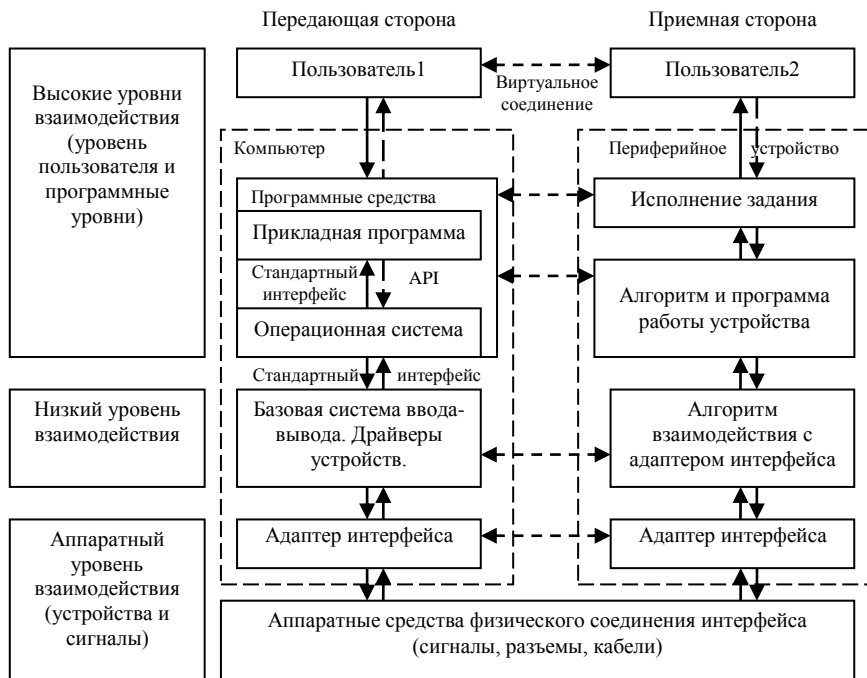 Передающая сторона
Приемная сторона
Высокие уровни
взаимодействия
(уровень
пользователя и
программные
уровни)
Пользователь1
Виртуальное
соединение
Пользователь2
Компьютер
Периферийное устройство
Программные средства
Прикладная программа
Стандартный
интерфейс
API
Операционная система
Исполнение задания
Алгоритм и программа
работы устройства
Стандартный интерфейс
Низкий уровень
взаимодействия
Базовая система ввода-
вывода. Драйверы
устройств.
Алгоритм
взаимодействия с
адаптером интерфейса
Аппаратный
уровень
взаимодействия
(устройства и
сигналы)
Адаптер интерфейса
Адаптер интерфейса
Аппаратные средства физического соединения интерфейса
(сигналы, разъемы, кабели)